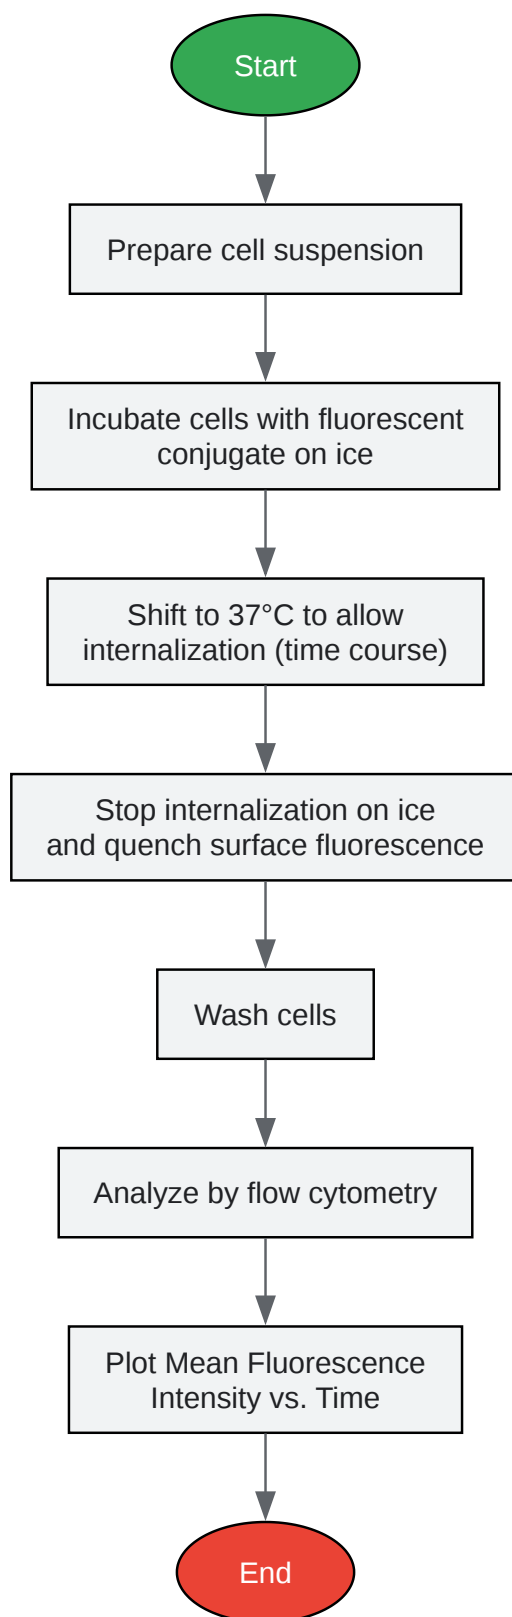 Start
Prepare cell suspension
Incubate cells with fluorescent
conjugate on ice
Shift to 37°C to allow
internalization (time course)
Stop internalization on ice
and quench surface fluorescence
Wash cells
Analyze by flow cytometry
Plot Mean Fluorescence
Intensity vs. Time
End